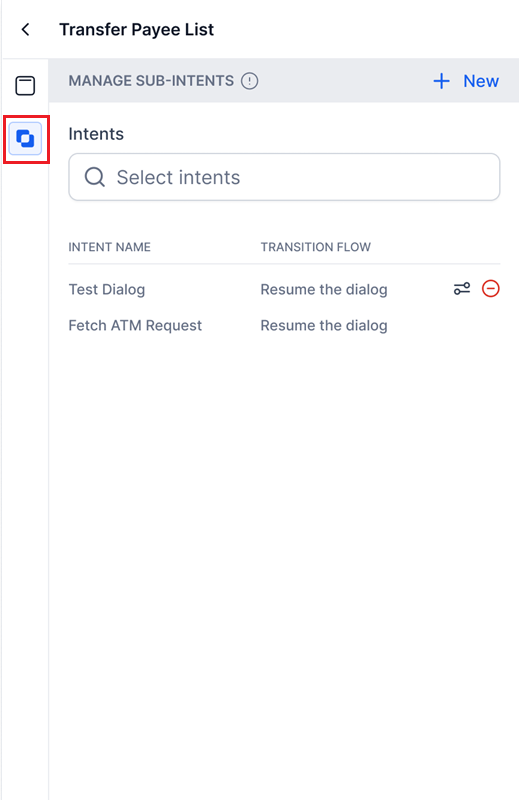 Transfer Payee List
MANAGE SUB-INTENTS
+ New
Intents
Select intents
INTENT NAME TRANSITION FLOW
Test Dialog Resume the dialog
Fetch ATM Request Resume the dialog